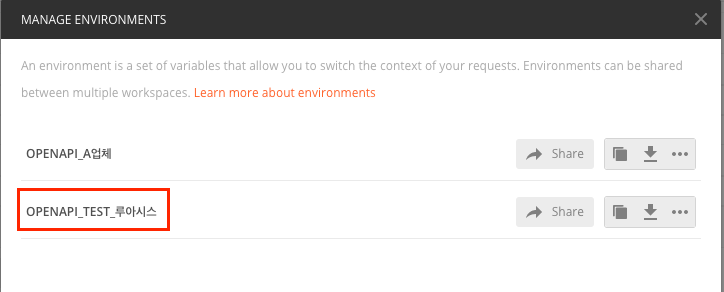 MANAGE ENVIRONMENTS
An environment is a set of variables that allow you to switch the context of your requests. Environments can be shared
between multiple workspaces. Learn more about environments
OPENAPI_A업체
Share
OPENAPI_TEST_루아시스
Share